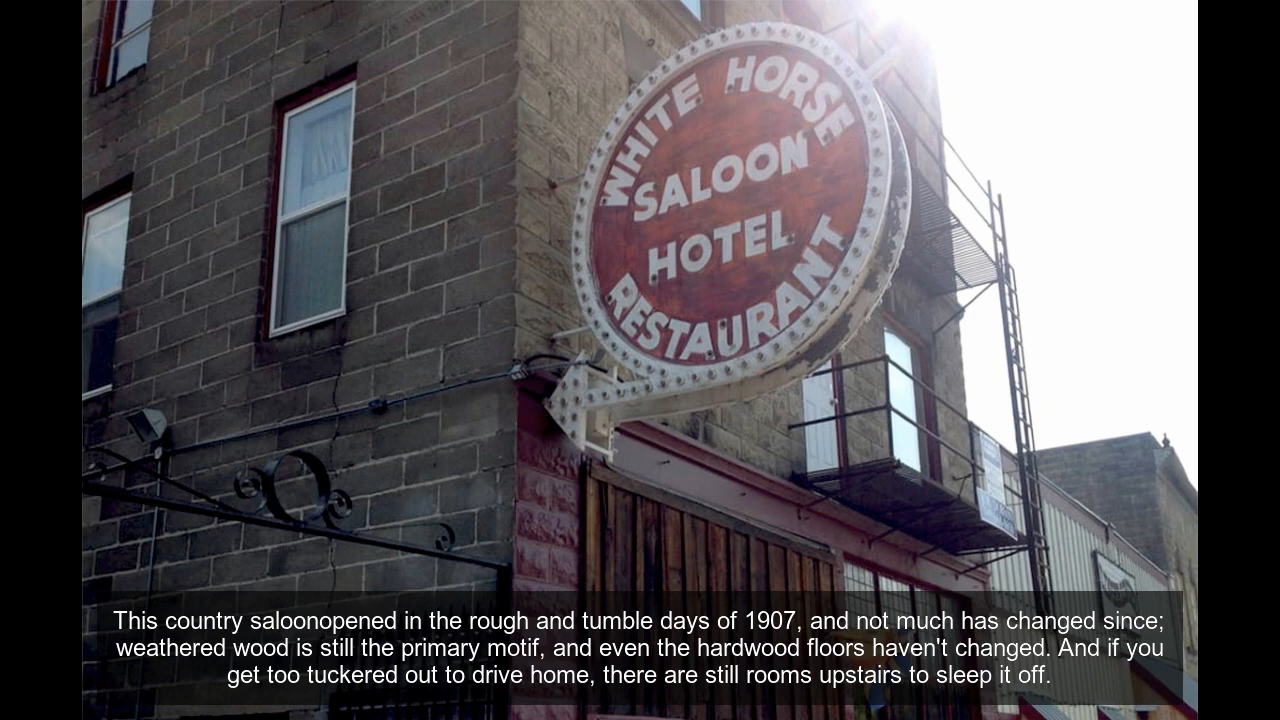 WHITE HORSE
SALOON
HOTEL
RESTAURANT
This country saloonopened in the rough and tumble days of 1907, and not much has changed since;
weathered wood is still the primary motif, and even the hardwood floors haven't changed. And if you
get too tuckered out to drive home, there are still rooms upstairs to sleep it off.